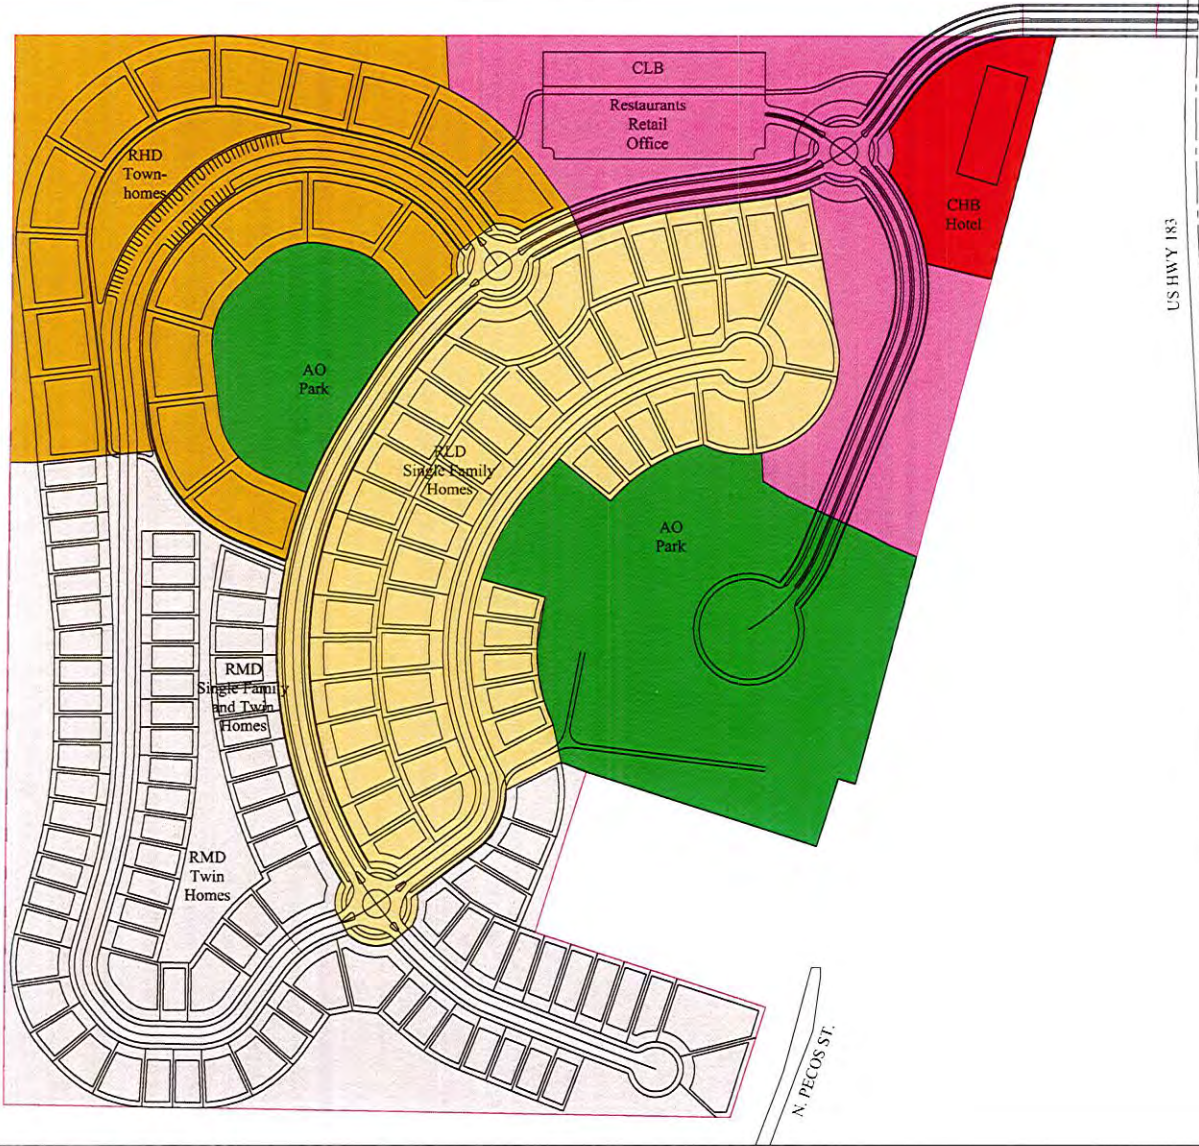 CLB
Restaurants
Retail
Office
RHD
Town-
homes
CHB
Hotel
US HWY 183
AO
Park
RLD
Single Family
Homes
AO
Park
RMD
Single Family
and Twin
Homes
RMD
Twin
Homes
N. PECOS ST.